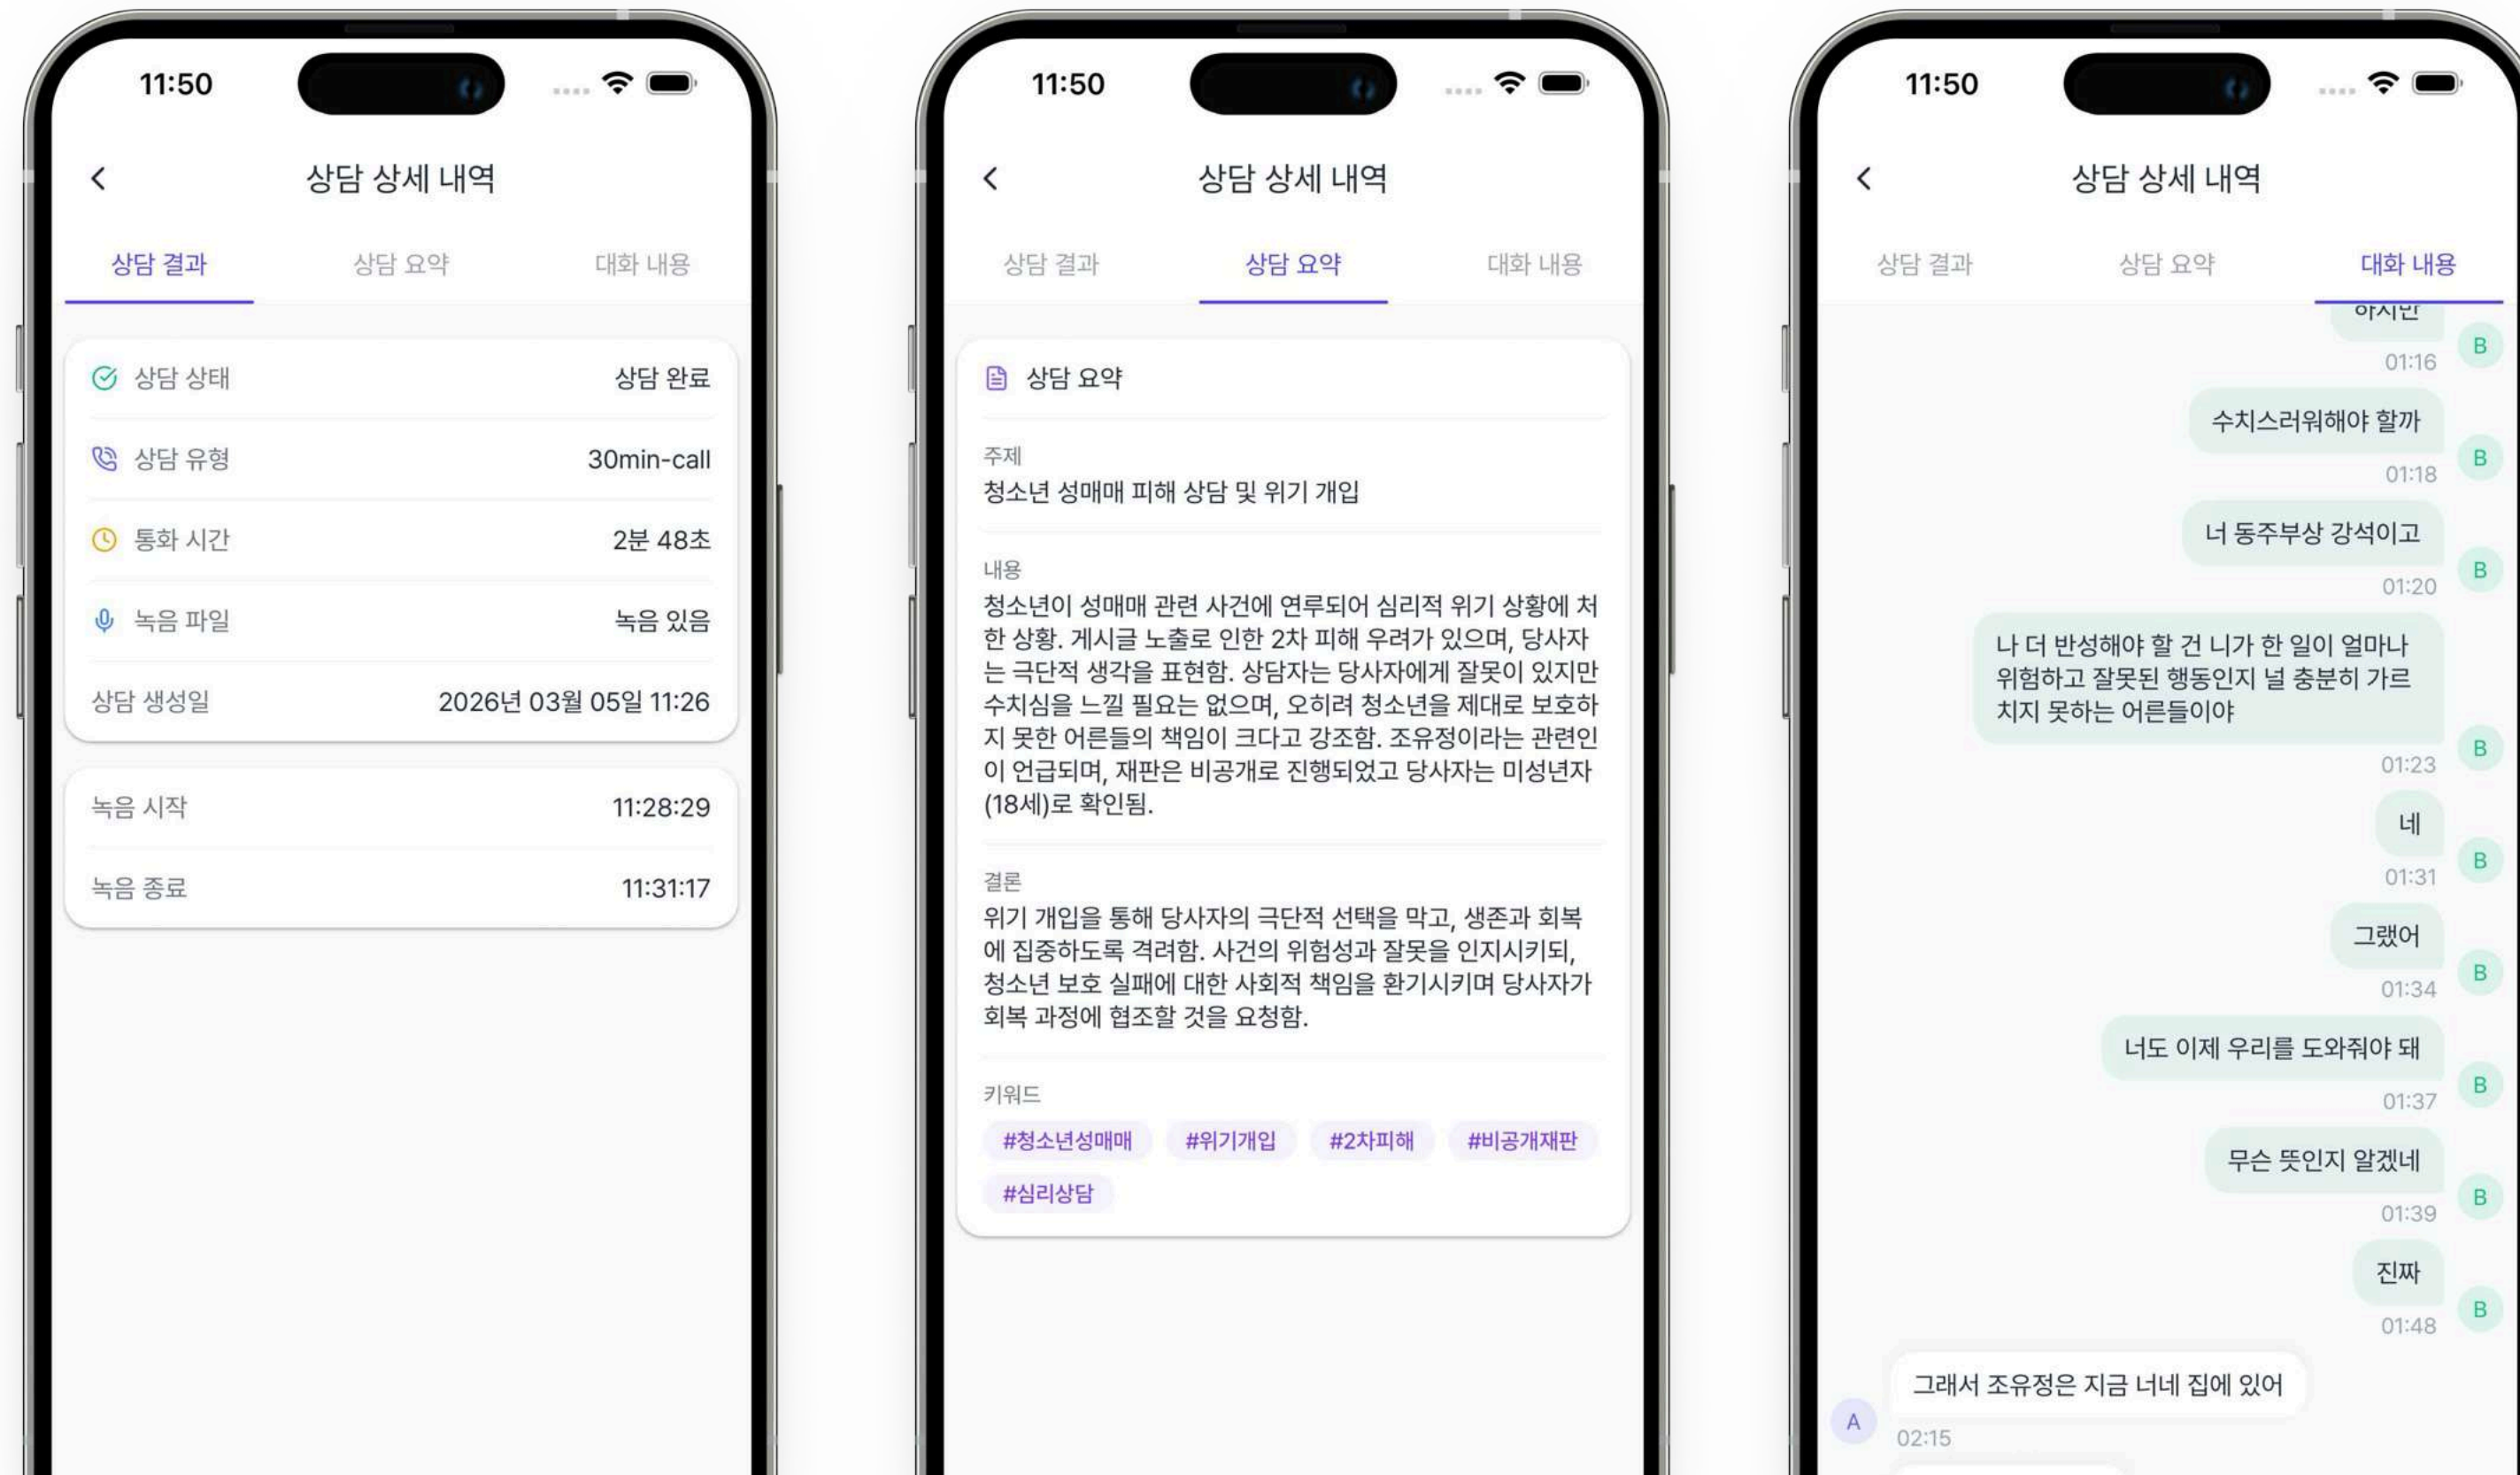 11:50
상담 상세 내역
상담 결과
상담 요약
대화 내용
상담 상태
상담 완료
상담 유형
30min-call
통화 시간
2분 48초
녹음 파일
녹음 있음
상담 생성일
2026년 03월 05일 11:26
녹음 시작
11:28:29
녹음 종료
11:31:17
11:50
상담 상세 내역
상담 결과
상담 요약
대화 내용
상담 요약
주제
청소년 성매매 피해 상담 및 위기 개입
내용
청소년이 성매매 관련 사건에 연루되어 심리적 위기 상황에 처
한 상황. 게시글 노출로 인한 2차 피해 우려가 있으며, 당사자
는 극단적 생각을 표현함. 상담자는 당사자에게 잘못이 있지만
수치심을 느낄 필요는 없으며, 오히려 청소년을 제대로 보호하
지 못한 어른들의 책임이 크다고 강조함. 조유정이라는 관련인
이 언급되며, 재판은 비공개로 진행되었고 당사자는 미성년자
(18세)로 확인됨.
결론
위기 개입을 통해 당사자의 극단적 선택을 막고, 생존과 회복
에 집중하도록 격려함. 사건의 위험성과 잘못을 인지시키되,
청소년 보호 실패에 대한 사회적 책임을 환기시키며 당사자가
회복 과정에 협조할 것을 요청함.
키워드
#청소년성매매
#위기개입
#2차피해
#비공개재판
#심리상담
11:50
상담 상세 내역
상담 결과
상담 요약
대화 내용
하지만
B
01:16
수치스러워해야 할까
B
01:18
너 동주부상 강석이고
B
01:20
나 더 반성해야 할 건 니가 한 일이 얼마나
위험하고 잘못된 행동인지 널 충분히 가르
치지 못하는 어른들이야
B
01:23
네
B
01:31
그랬어
B
01:34
너도 이제 우리를 도와줘야 돼
B
01:37
무슨 뜻인지 알겠네
B
01:39
진짜
B
01:48
그래서 조유정은 지금 너네 집에 있어
A
02:15